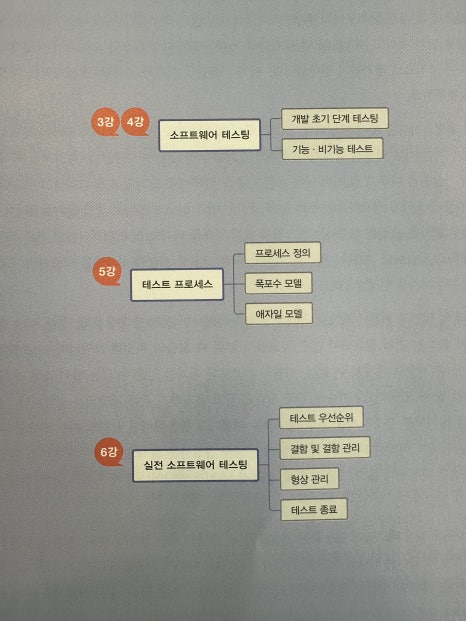 3강 4강
소프트웨어 테스팅
개발 초기 단계 테스팅
기능·비기능 테스트
5강
테스트 프로세스
프로세스 정의
폭포수 모델
애자일 모델
6강
실전 소프트웨어 테스팅
테스트 우선순위
결함 및 결함 관리
형상 관리
테스트 종료